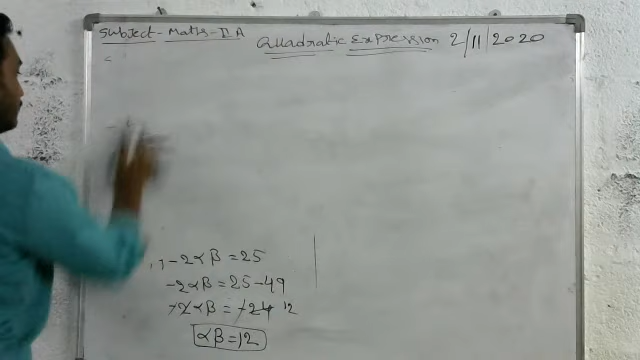 Subject - Maths - II A
Quadratic Expression 2/11/2020
-2αβ = 25
-2αβ = 25-49
-2αβ = -24 12
αβ = 12